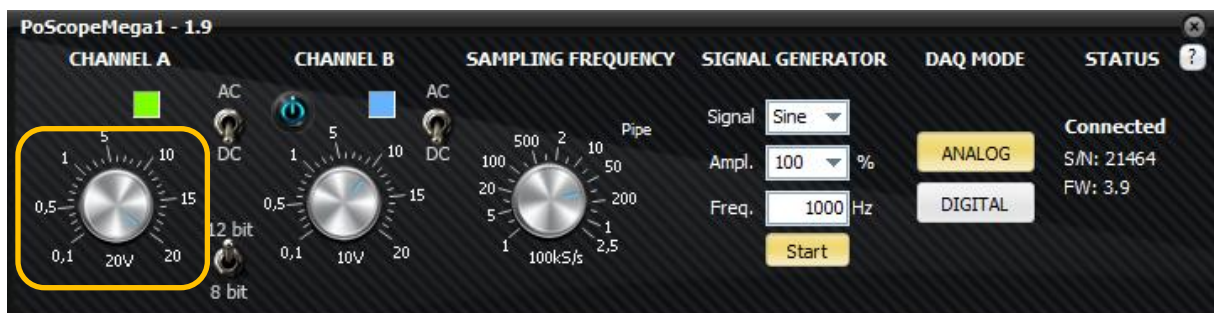 PoScopeMega1 - 1.9
CHANNEL A
CHANNEL B
SAMPLING FREQUENCY
SIGNAL GENERATOR
DAQ MODE
STATUS
?
AC
DC
5
1
10
0,5
15
0,1
20V
20
12 bit
8 bit
AC
DC
5
1
10
0,5
15
0,1
10V
20
Pipe
500
2
10
100
50
20
200
5
1
1
2,5
100kS/s
Signal Sine
Ampl. 100 %
Freq. 1000 Hz
Start
ANALOG
DIGITAL
Connected
S/N: 21464
FW: 3.9